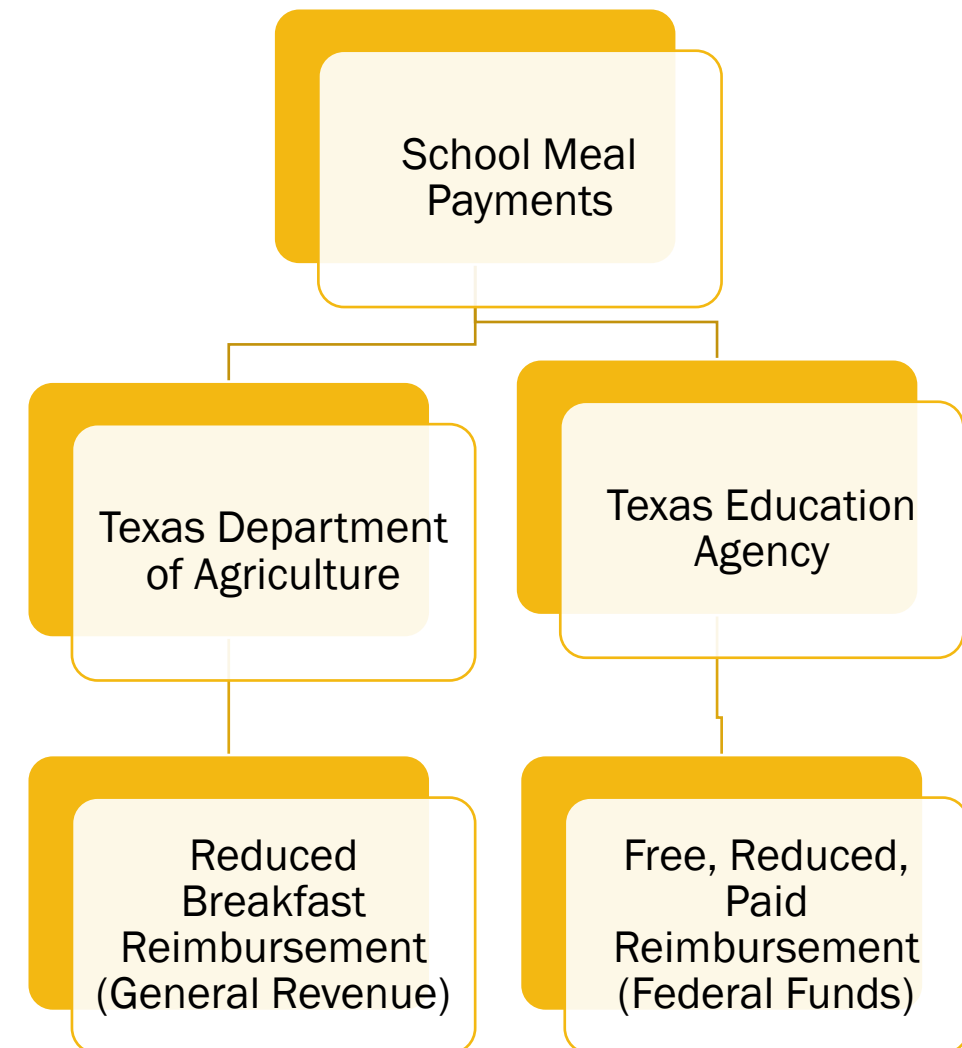 School Meal
Payments
Texas Department
of Agriculture
Texas Education
Agency
Reduced
Breakfast
Reimbursement
(General Revenue)
Free, Reduced,
Paid
Reimbursement
(Federal Funds)